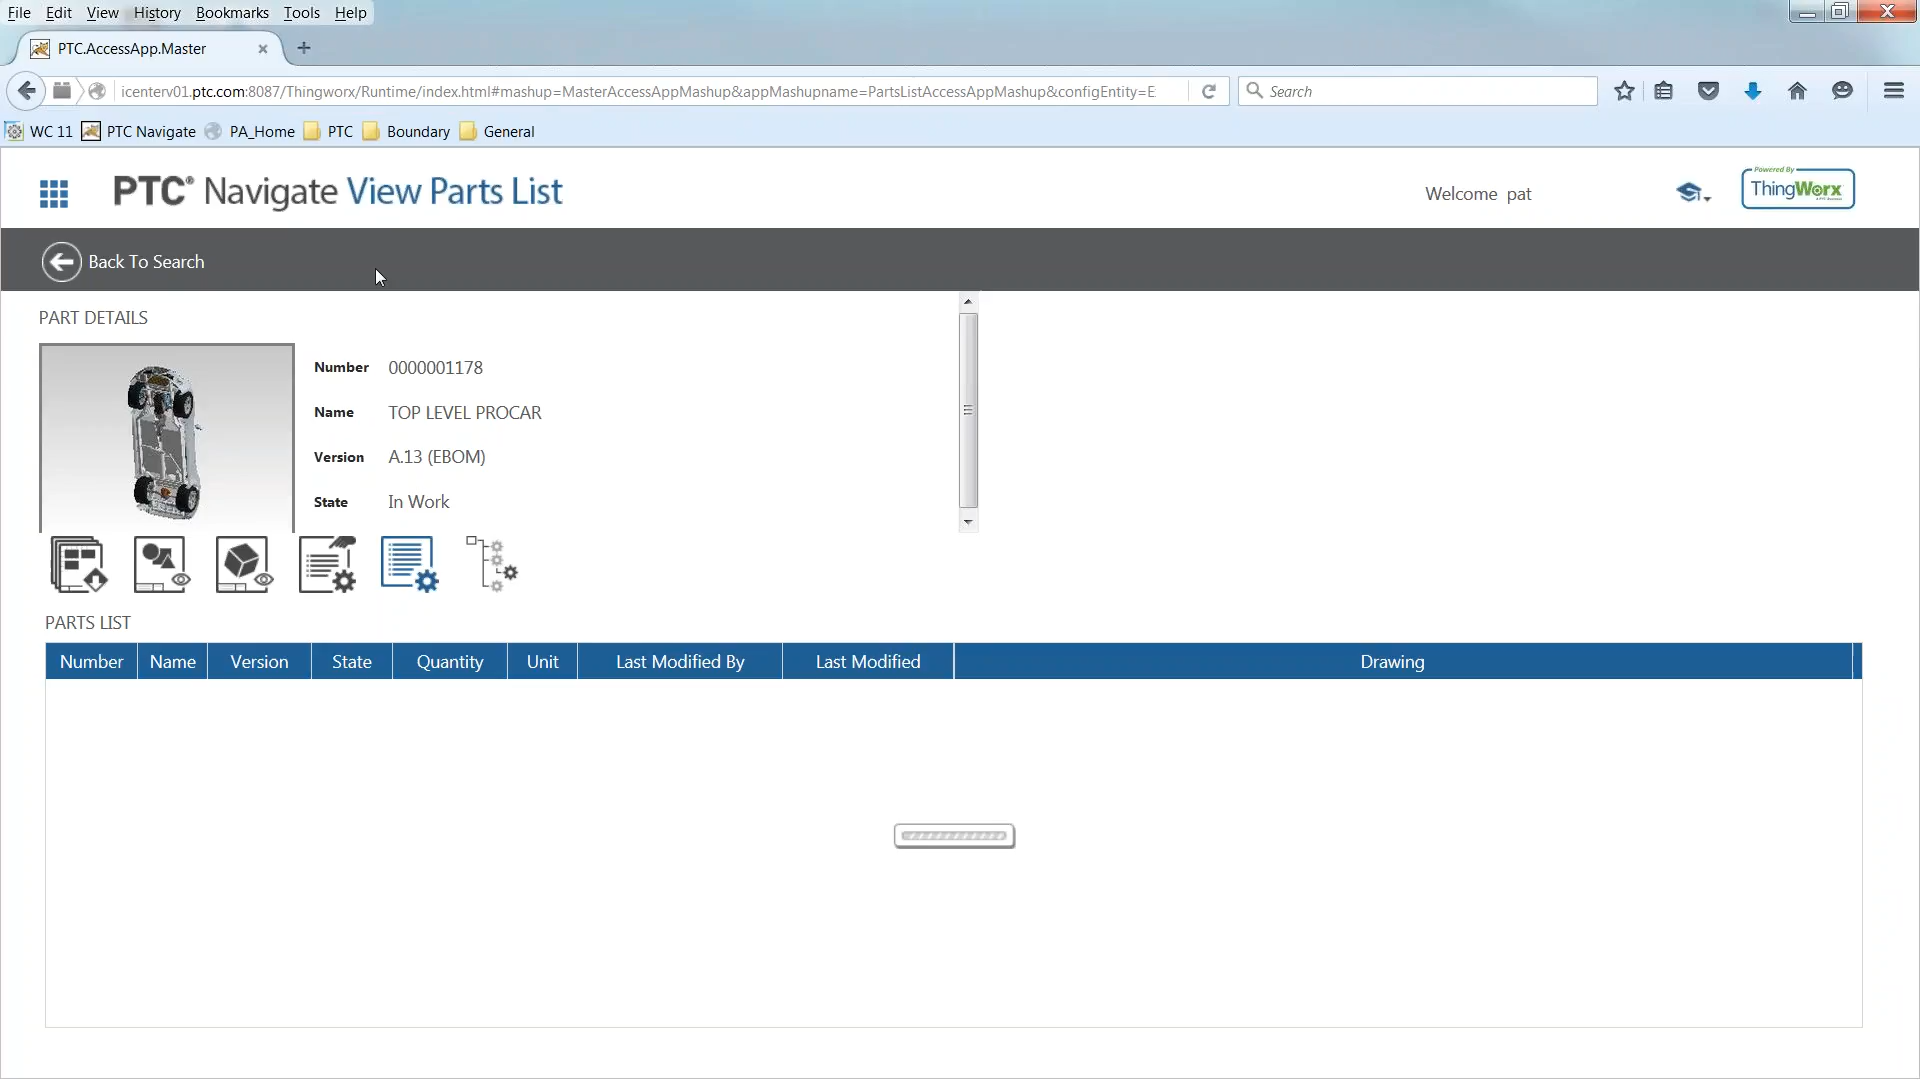 File Edit View History Bookmarks Tools Help
PTC.AccessApp.Master
icenterv01.ptc.com:8087/Thingworx/Runtime/index.html#mashup=MasterAccessAppMashup&appMashupname=PartsListAccessAppMashup&configEntity=E
Search
WC 11 PTC Navigate PA_Home PTC Boundary General
PTC® Navigate View Parts List
Welcome pat
Powered By
ThingWorx
Back To Search
PART DETAILS
Number 0000001178
Name TOP LEVEL PROCAR
Version A.13 (EBOM)
State In Work
PARTS LIST
Number Name Version State Quantity Unit Last Modified By Last Modified Drawing